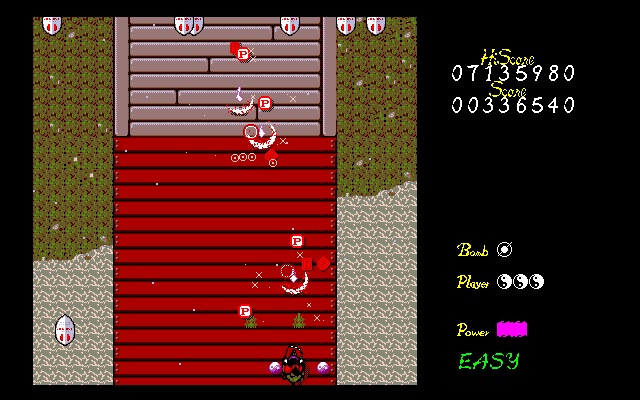 HiScore
07135980
Score
00336540
P
P
P
P
Bomb
Player
Power
EASY